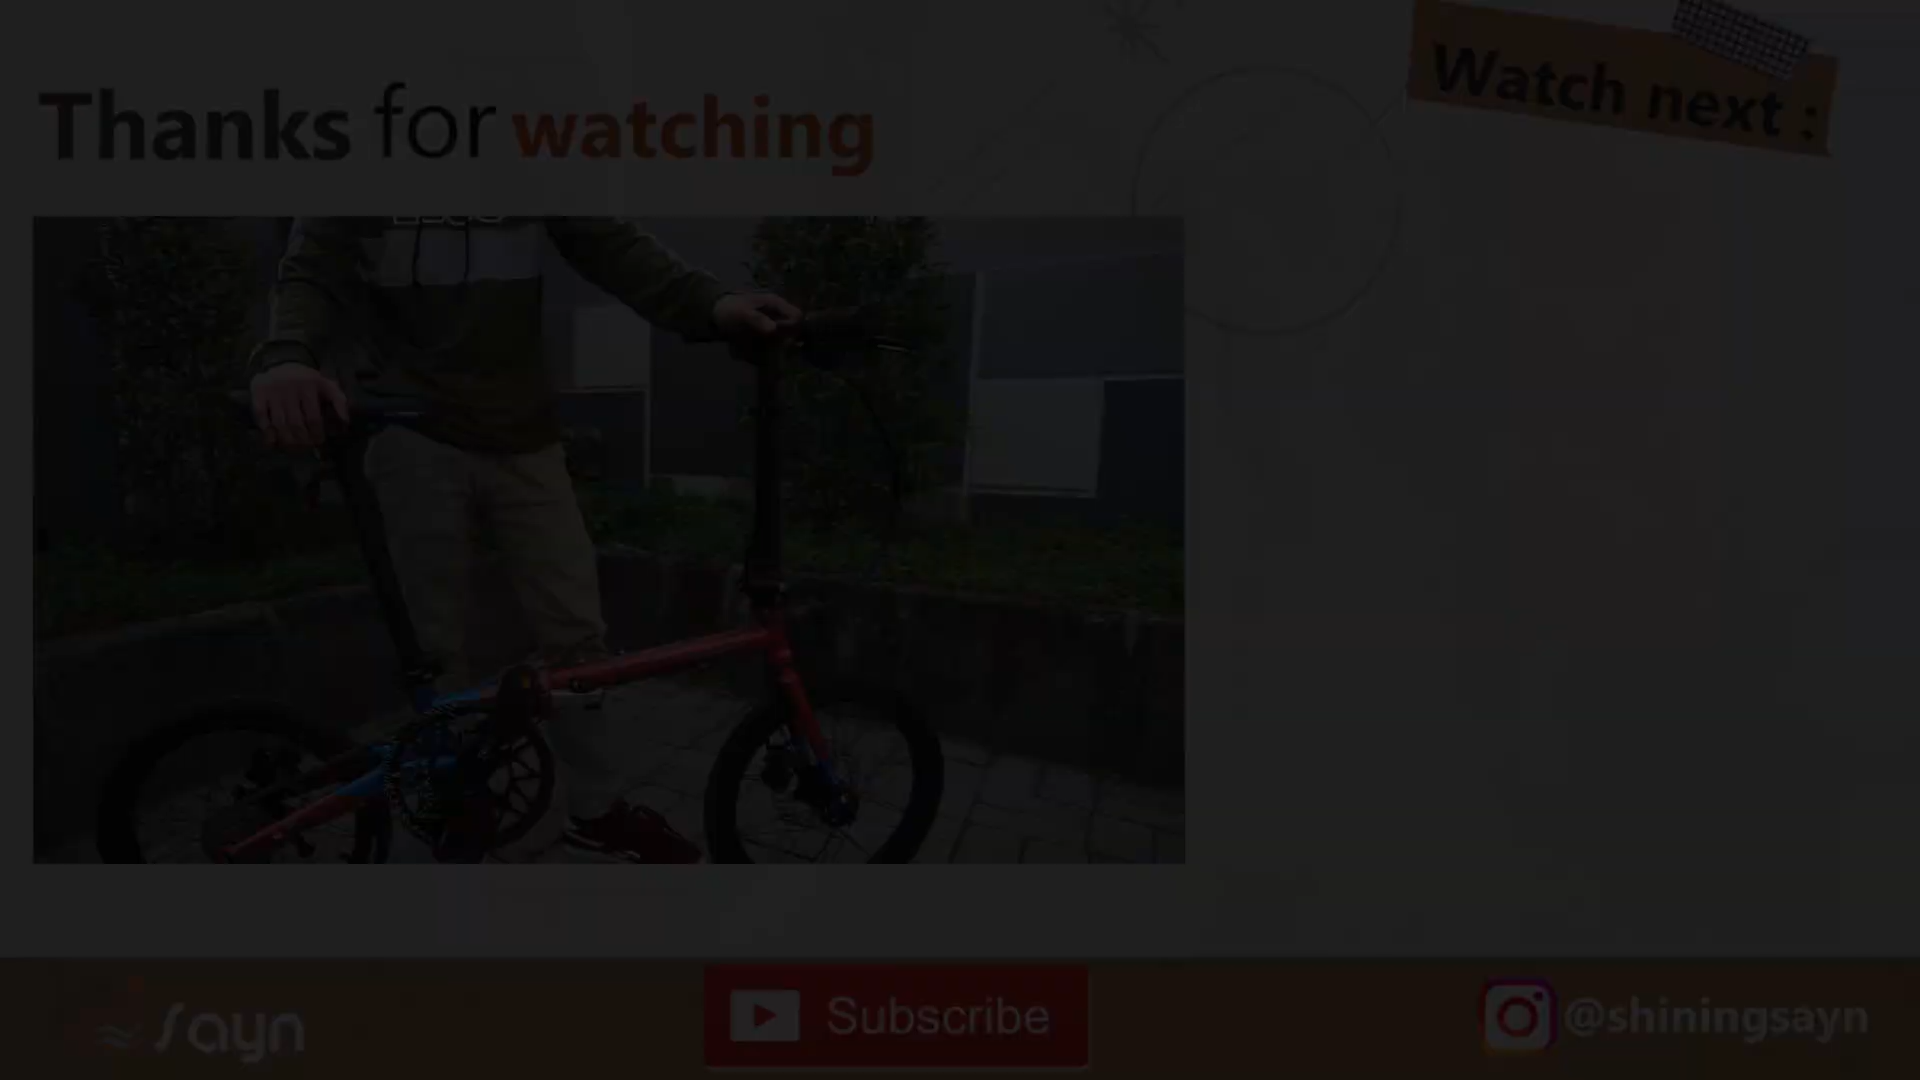 Thanks for watching
Watch next :
Sayn
Subscribe
@shiningsayn